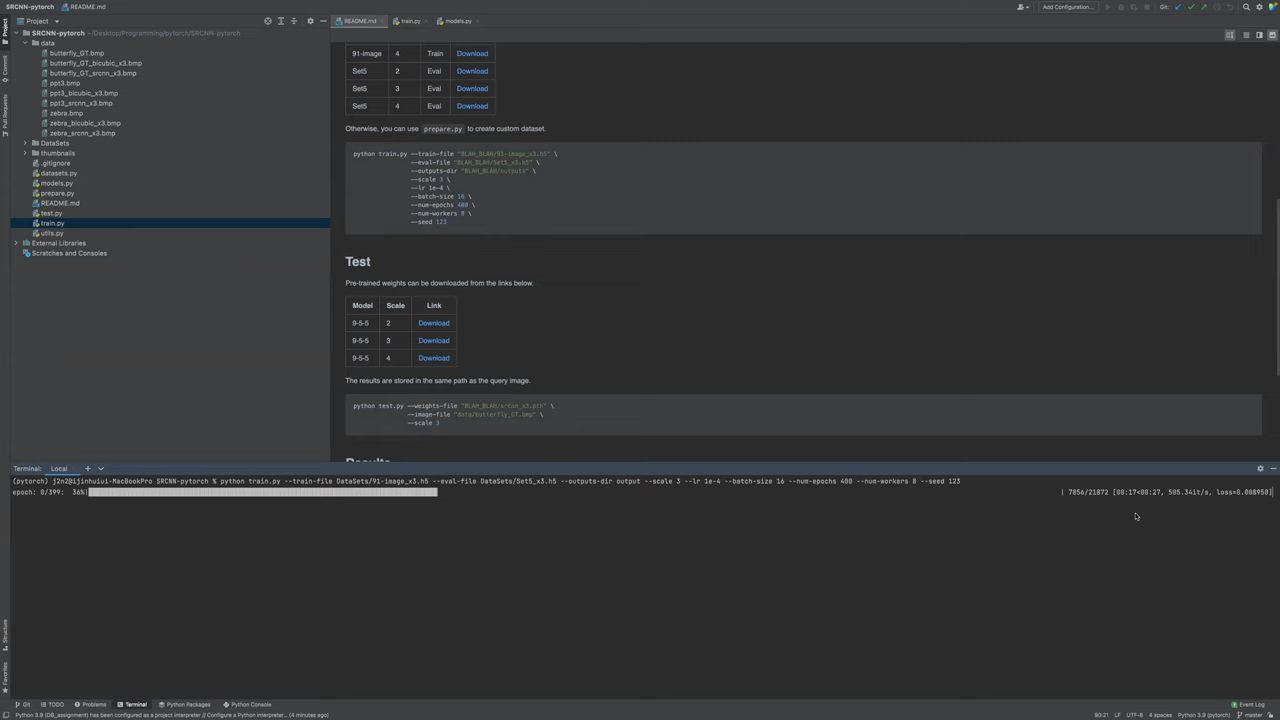 README.md
Add Configuration...
Git:
Project
README.md
train.py
models.py
SRCNN-pytorch ~/Desktop/Programming/pytorch/SRCNN-pytorch
data
butterfly_GT.bmp
butterfly_GT_bicubic_x3.bmp
butterfly_GT_srcnn_x3.bmp
ppt3.bmp
ppt3_bicubic_x3.bmp
ppt3_srcnn_x3.bmp
zebra.bmp
zebra_bicubic_x3.bmp
zebra_srcnn_x3.bmp
DataSets
thumbnails
.gitignore
datasets.py
models.py
prepare.py
README.md
test.py
train.py
utils.py
External Libraries
Scratches and Consoles
Project
Commit
Pull Requests
Structure
Favorites
91-image 4 Train Download
Set5 2 Eval Download
Set5 3 Eval Download
Set5 4 Eval Download
Otherwise, you can use prepare.py to create custom dataset.
python train.py --train-file "BLAH_BLAH/91-image_x3.h5" \
--eval-file "BLAH_BLAH/Set5_x3.h5" \
--outputs-dir "BLAH_BLAH/outputs" \
--scale 3 \
--lr 1e-4 \
--batch-size 16 \
--num-epochs 400 \
--num-workers 8 \
--seed 123
Test
Pre-trained weights can be downloaded from the links below.
Model Scale Link
9-5-5 2 Download
9-5-5 3 Download
9-5-5 4 Download
The results are stored in the same path as the query image.
python test.py --weights-file "BLAH_BLAH/srcnn_x3.pth" \
--image-file "data/butterfly_GT.bmp" \
--scale 3
Results
Terminal: Local
(pytorch) j2n2@ijinhuiui-MacBookPro SRCNN-pytorch % python train.py --train-file DataSets/91-image_x3.h5 --eval-file DataSets/Set5_x3.h5 --outputs-dir output --scale 3 --lr 1e-4 --batch-size 16 --num-epochs 400 --num-workers 8 --seed 123
epoch: 0/399: 36%| | 7856/21872 [00:17<00:27, 505.34it/s, loss=0.008950]
Git TODO Problems Terminal Python Packages Python Console Event Log
Python 3.9 (DB_assignment) has been configured as a project interpreter // Configure a Python interpreter... (4 minutes ago) 90:21 LF UTF-8 4 spaces Python 3.9 (pytorch) master